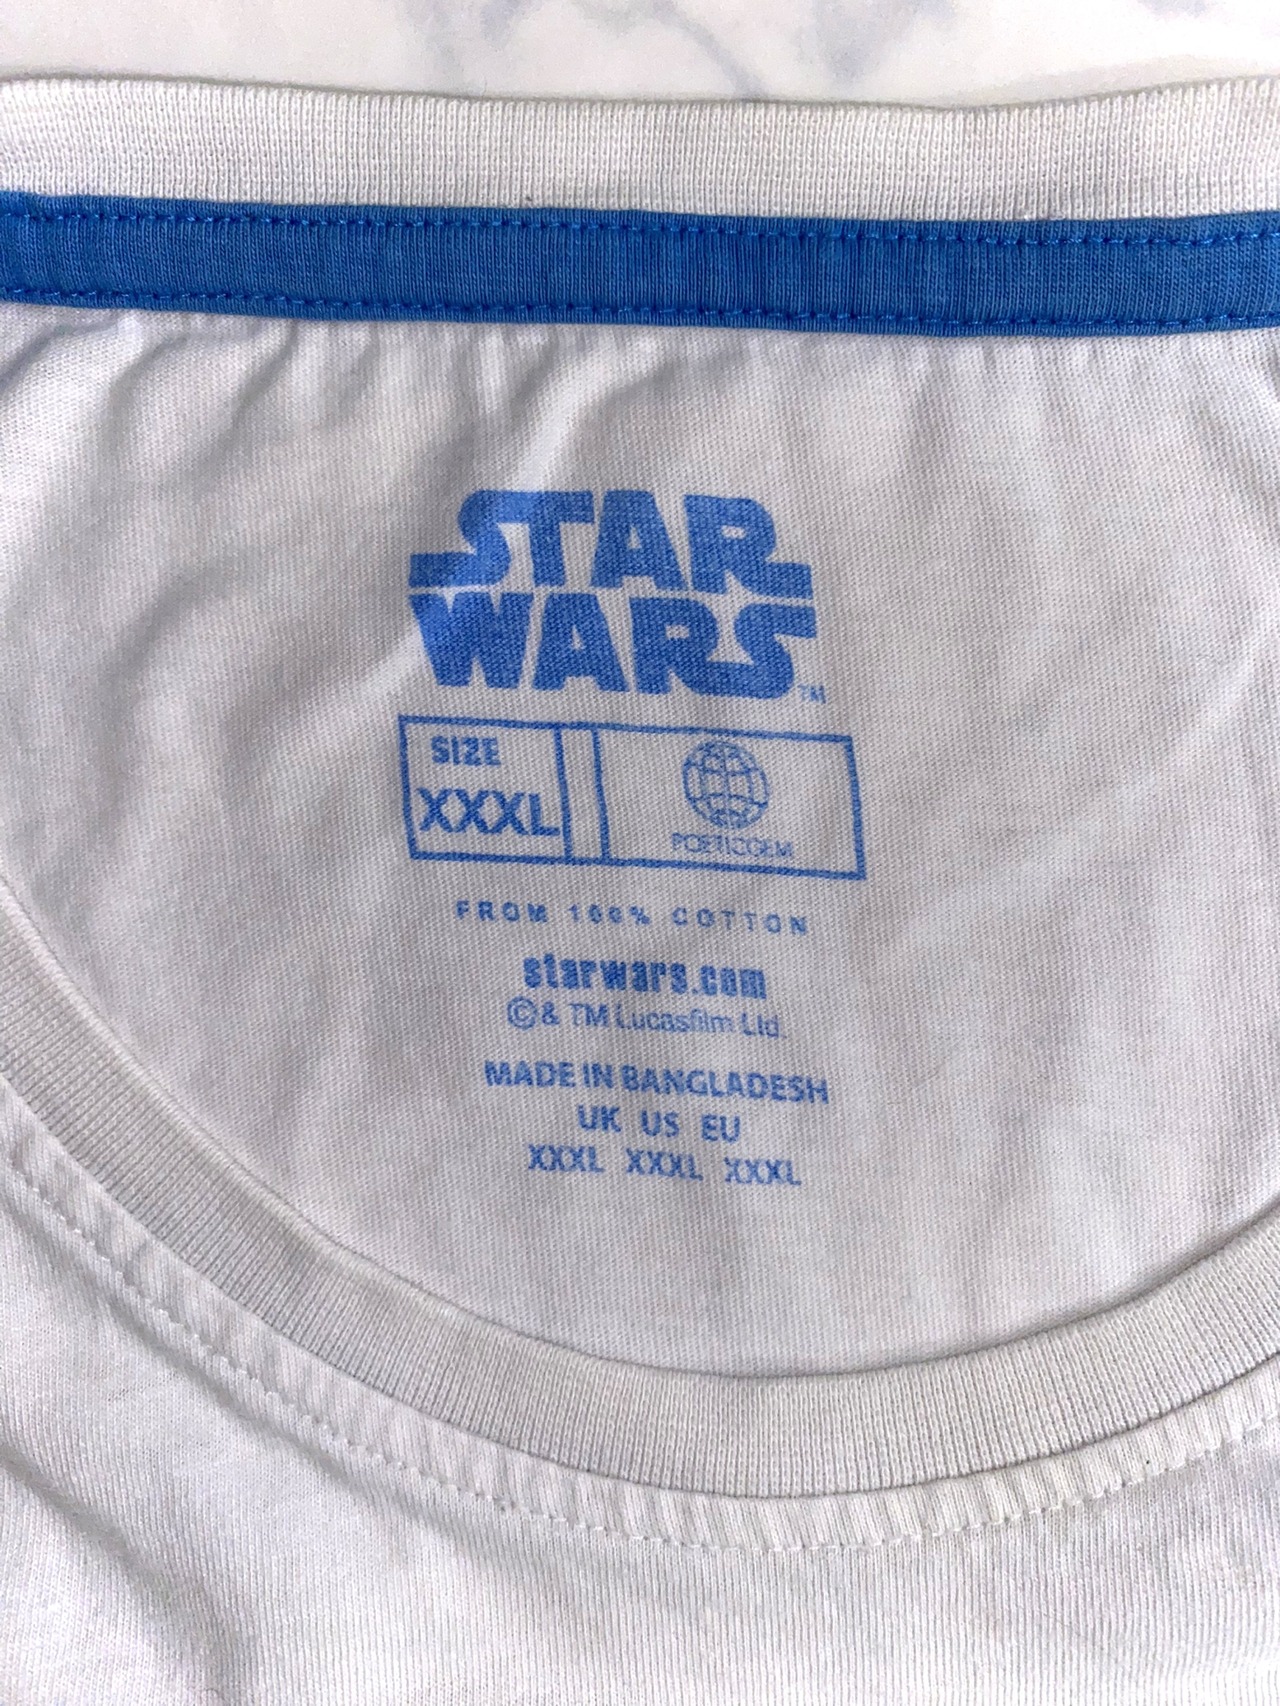 STAR
WARS
TM
SIZE
XXXL
POETICGEM
FROM 100% COTTON
starwars.com
©& TM Lucasfilm Ltd.
MADE IN BANGLADESH
UK US EU
XXXL XXXL XXXL